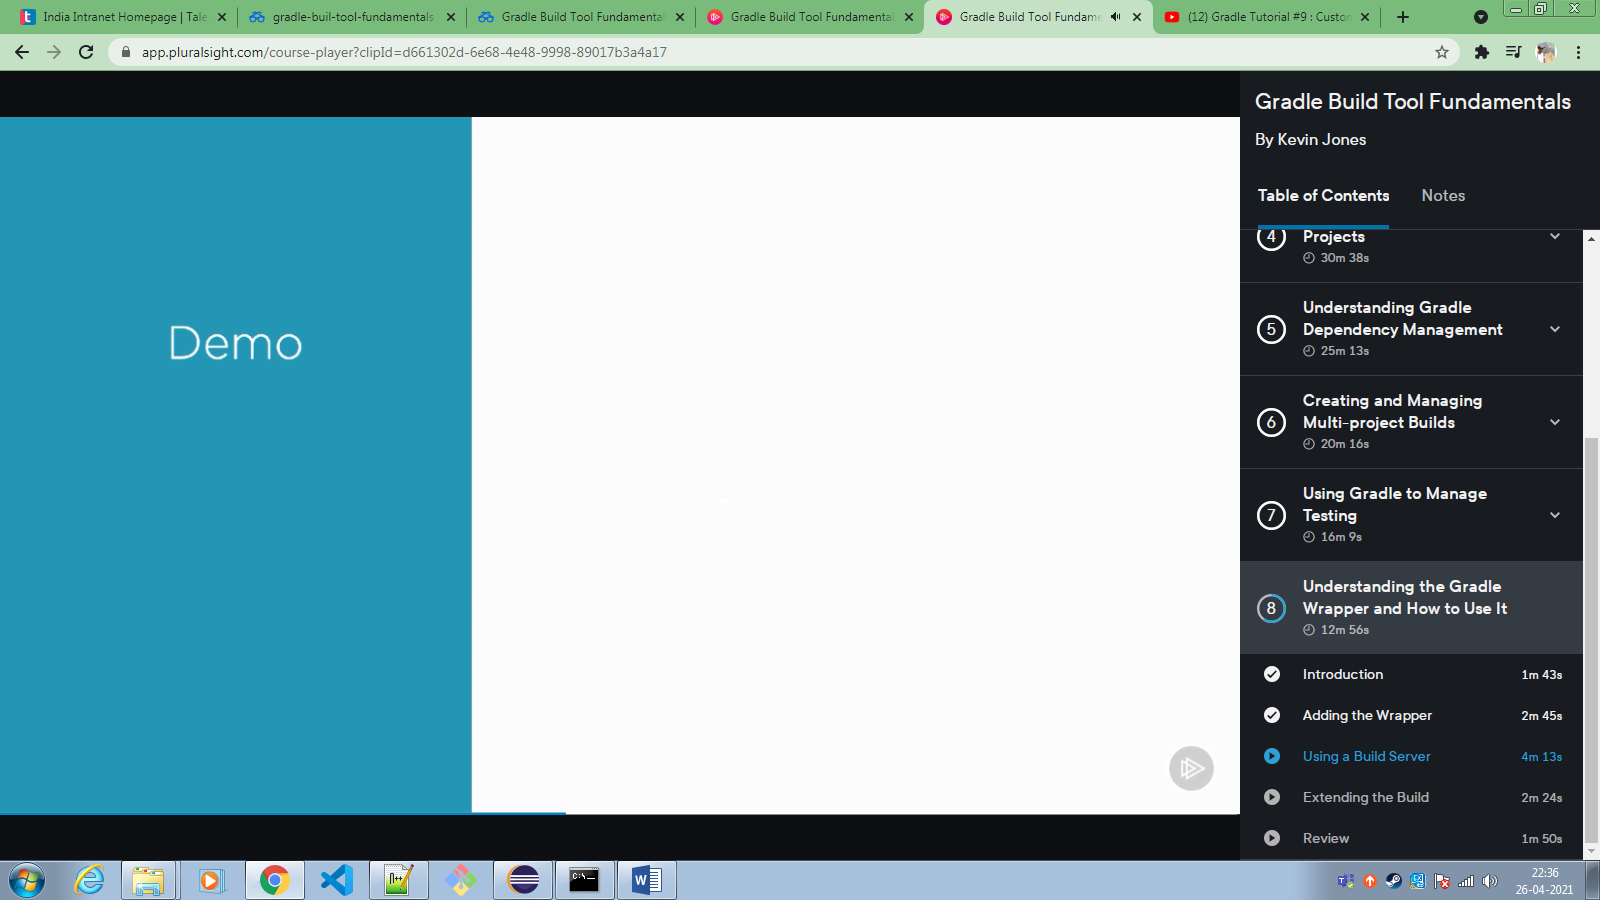 India Intranet Homepage | Tale
gradle-buil-tool-fundamentals
Gradle Build Tool Fundamental
Gradle Build Tool Fundamental
Gradle Build Tool Fundame
(12) Gradle Tutorial #9 : Custor
app.pluralsight.com/course-player?clipId=d661302d-6e68-4e48-9998-89017b3a4a17
Demo
Gradle Build Tool Fundamentals
By Kevin Jones
Table of Contents
Notes
4
Projects
30m 38s
5
Understanding Gradle
Dependency Management
25m 13s
6
Creating and Managing
Multi-project Builds
20m 16s
7
Using Gradle to Manage
Testing
16m 9s
8
Understanding the Gradle
Wrapper and How to Use It
12m 56s
Introduction 1m 43s
Adding the Wrapper 2m 45s
Using a Build Server 4m 13s
Extending the Build 2m 24s
Review 1m 50s
22:36
26-04-2021